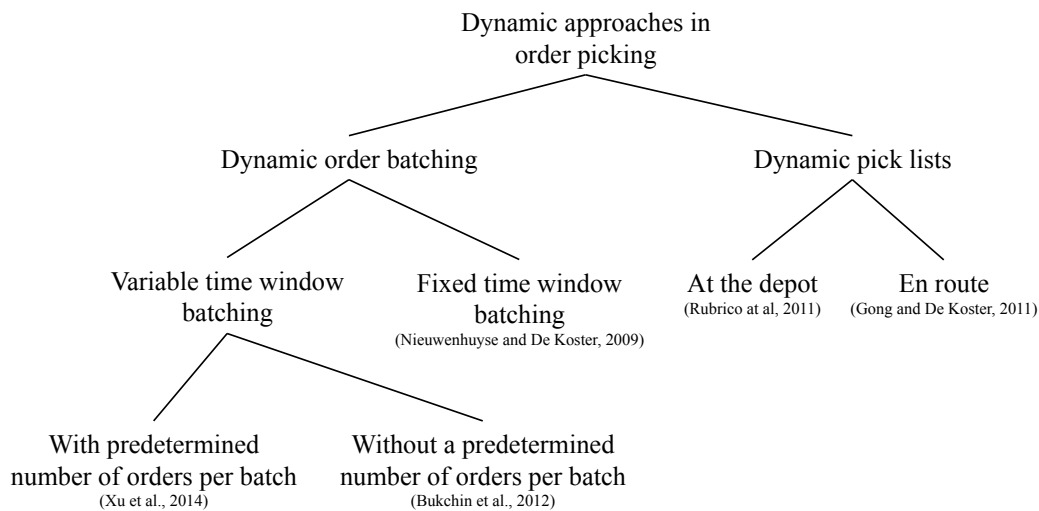 Dynamic approaches in
order picking
Dynamic order batching
Dynamic pick lists
Variable time window
batching
Fixed time window
batching
(Nieuwenhuyse and De Koster, 2009)
At the depot
(Rubrico at al, 2011)
En route
(Gong and De Koster, 2011)
With predetermined
number of orders per batch
(Xu et al., 2014)
Without a predetermined
number of orders per batch
(Bukchin et al., 2012)